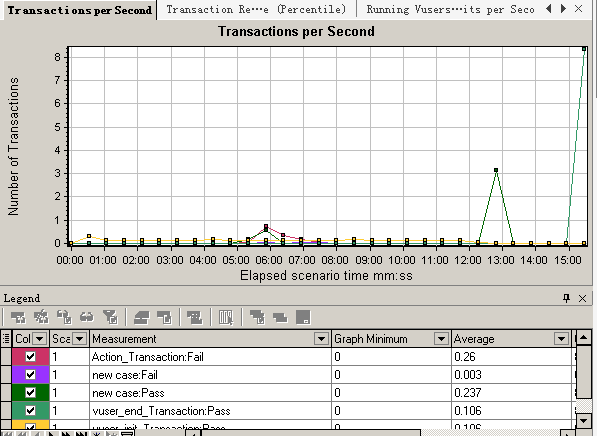 Transactions per Second
Transaction Re…e (Percentile)
Running Vusers…its per Seco
Transactions per Second
Number of Transactions
8
7
6
5
4
3
2
1
0
00:00 01:00 02:00 03:00 04:00 05:00 06:00 07:00 08:00 09:00 10:00 11:00 12:00 13:00 14:00 15:00
Elapsed scenario time mm:ss
Legend
Col Sca Measurement Graph Minimum Average
1 Action_Transaction:Fail 0 0.26
1 new case:Fail 0 0.003
1 new case:Pass 0 0.237
1 vuser_end_Transaction:Pass 0 0.106
1 vuser_init_Transaction:Pass 0 0.106